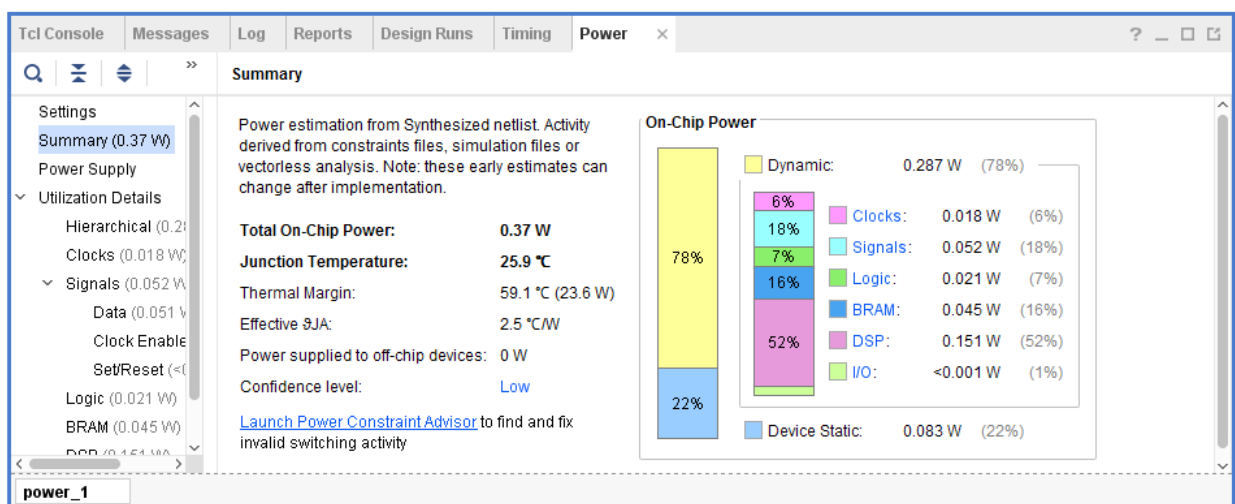 Tcl Console Messages Log Reports Design Runs Timing Power × ?
» Summary
Settings
Summary (0.37 W)
Power Supply
Utilization Details
Hierarchical (0.2
Clocks (0.018 W)
Signals (0.052 W
Data (0.051
Clock Enable
Set/Reset (<
Logic (0.021 W)
BRAM (0.045 W)
DSP (0.151 W)
Power estimation from Synthesized netlist. Activity
derived from constraints files, simulation files or
vectorless analysis. Note: these early estimates can
change after implementation.
Total On-Chip Power: 0.37 W
Junction Temperature: 25.9 °C
Thermal Margin: 59.1 °C (23.6 W)
Effective ϑJA: 2.5 °C/W
Power supplied to off-chip devices: 0 W
Confidence level: Low
Launch Power Constraint Advisor to find and fix
invalid switching activity
On-Chip Power
78%
22%
Dynamic: 0.287 W (78%)
6%
18%
7%
16%
52%
Clocks: 0.018 W (6%)
Signals: 0.052 W (18%)
Logic: 0.021 W (7%)
BRAM: 0.045 W (16%)
DSP: 0.151 W (52%)
I/O: <0.001 W (1%)
Device Static: 0.083 W (22%)
power_1